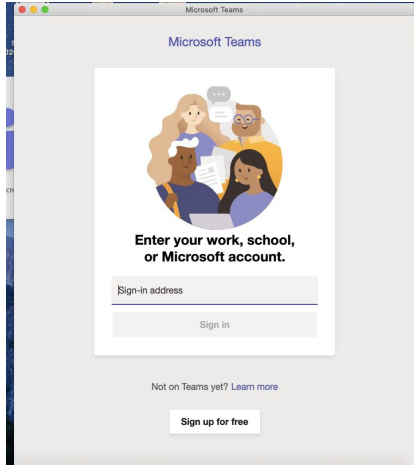 Microsoft Teams
Microsoft Teams
Enter your work, school,
or Microsoft account.
Sign-in address
Sign in
Not on Teams yet? Learn more
Sign up for free